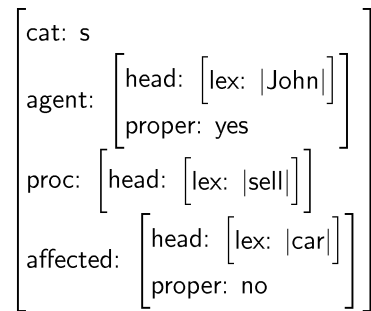 cat: s
agent: head: lex: |John|
proper: yes
proc: head: lex: |sell|
affected: head: lex: |car|
proper: no